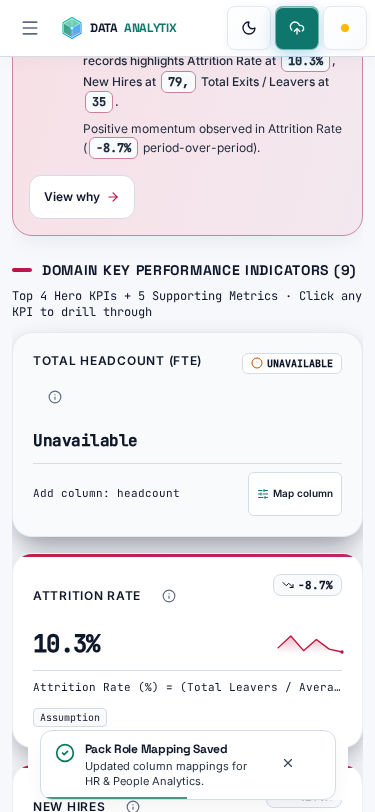 DATA ANALYTIX
records highlights Attrition Rate at 10.3% ,
New Hires at 79, Total Exits / Leavers at
35 .
Positive momentum observed in Attrition Rate
( -8.7% period-over-period).
View why →
DOMAIN KEY PERFORMANCE INDICATORS (9)
Top 4 Hero KPIs + 5 Supporting Metrics · Click any
KPI to drill through
TOTAL HEADCOUNT (FTE)
UNAVAILABLE
Unavailable
Add column: headcount
Map column
-8.7%
ATTRITION RATE
10.3%
Attrition Rate (%) = (Total Leavers / Avera…
Assumption
Pack Role Mapping Saved
Updated column mappings for
HR & People Analytics.
NEW HIRES